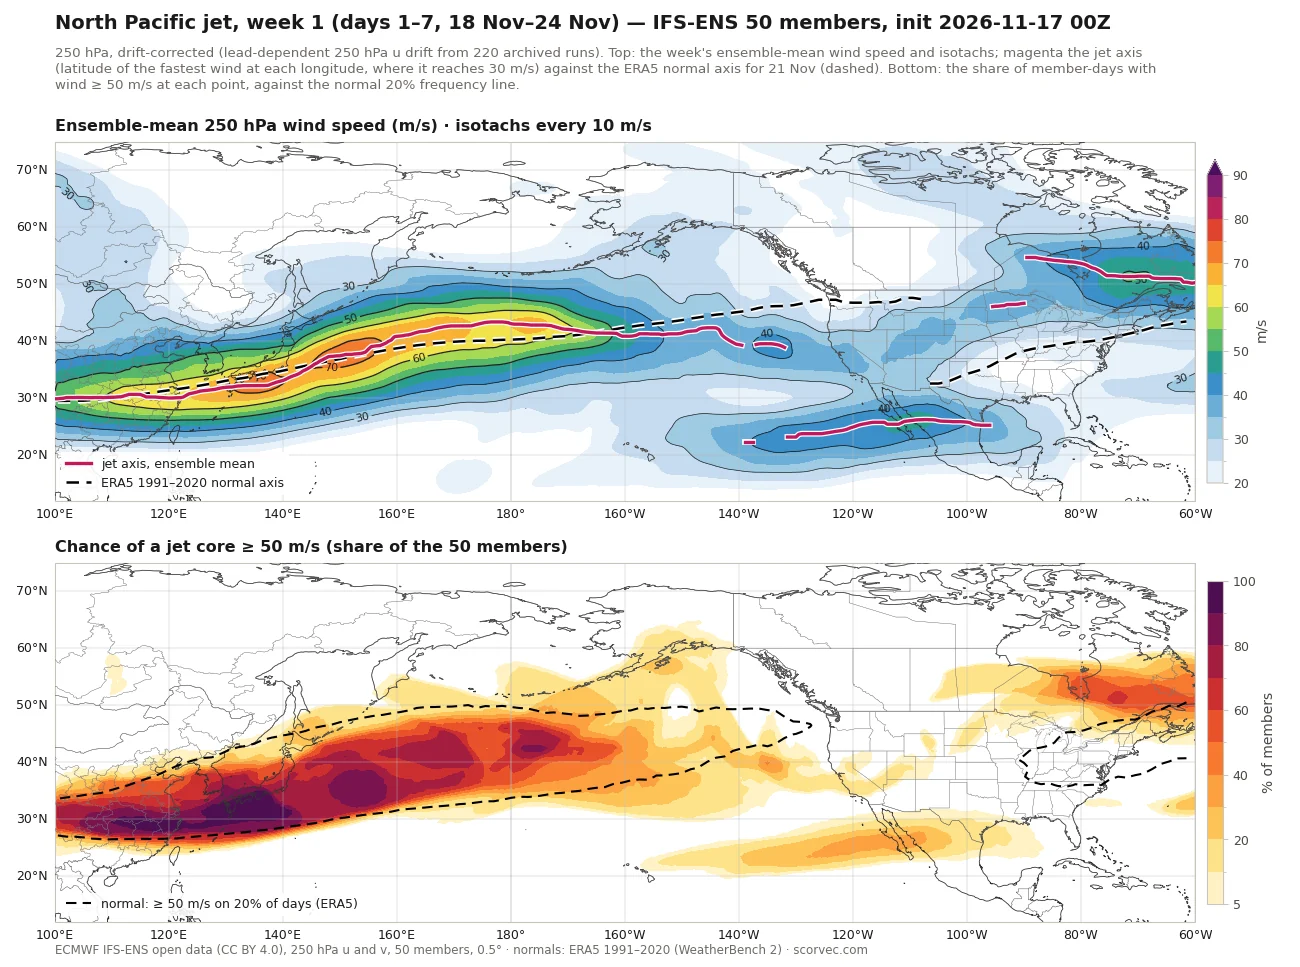 North Pacific jet, week 1 (days 1–7, 18 Nov–24 Nov) — IFS-ENS 50 members, init 2026-11-17 00Z
250 hPa, drift-corrected (lead-dependent 250 hPa u drift from 220 archived runs). Top: the week's ensemble-mean wind speed and isotachs; magenta the jet axis
(latitude of the fastest wind at each longitude, where it reaches 30 m/s) against the ERA5 normal axis for 21 Nov (dashed). Bottom: the share of member-days with
wind ≥ 50 m/s at each point, against the normal 20% frequency line.
Ensemble-mean 250 hPa wind speed (m/s) · isotachs every 10 m/s
70°N
60°N
50°N
40°N
30°N
20°N
30
30
50
70
60
40
30
30
40
40
40
30
jet axis, ensemble mean
ERA5 1991–2020 normal axis
100°E 120°E 140°E 160°E 180° 160°W 140°W 120°W 100°W 80°W 60°W
90
80
70
60
50
40
30
20
m/s
Chance of a jet core ≥ 50 m/s (share of the 50 members)
70°N
60°N
50°N
40°N
30°N
20°N
normal: ≥ 50 m/s on 20% of days (ERA5)
100°E 120°E 140°E 160°E 180° 160°W 140°W 120°W 100°W 80°W 60°W
100
80
60
40
20
10
5
% of members
ECMWF IFS-ENS open data (CC BY 4.0), 250 hPa u and v, 50 members, 0.5° · normals: ERA5 1991–2020 (WeatherBench 2) · scorvec.com